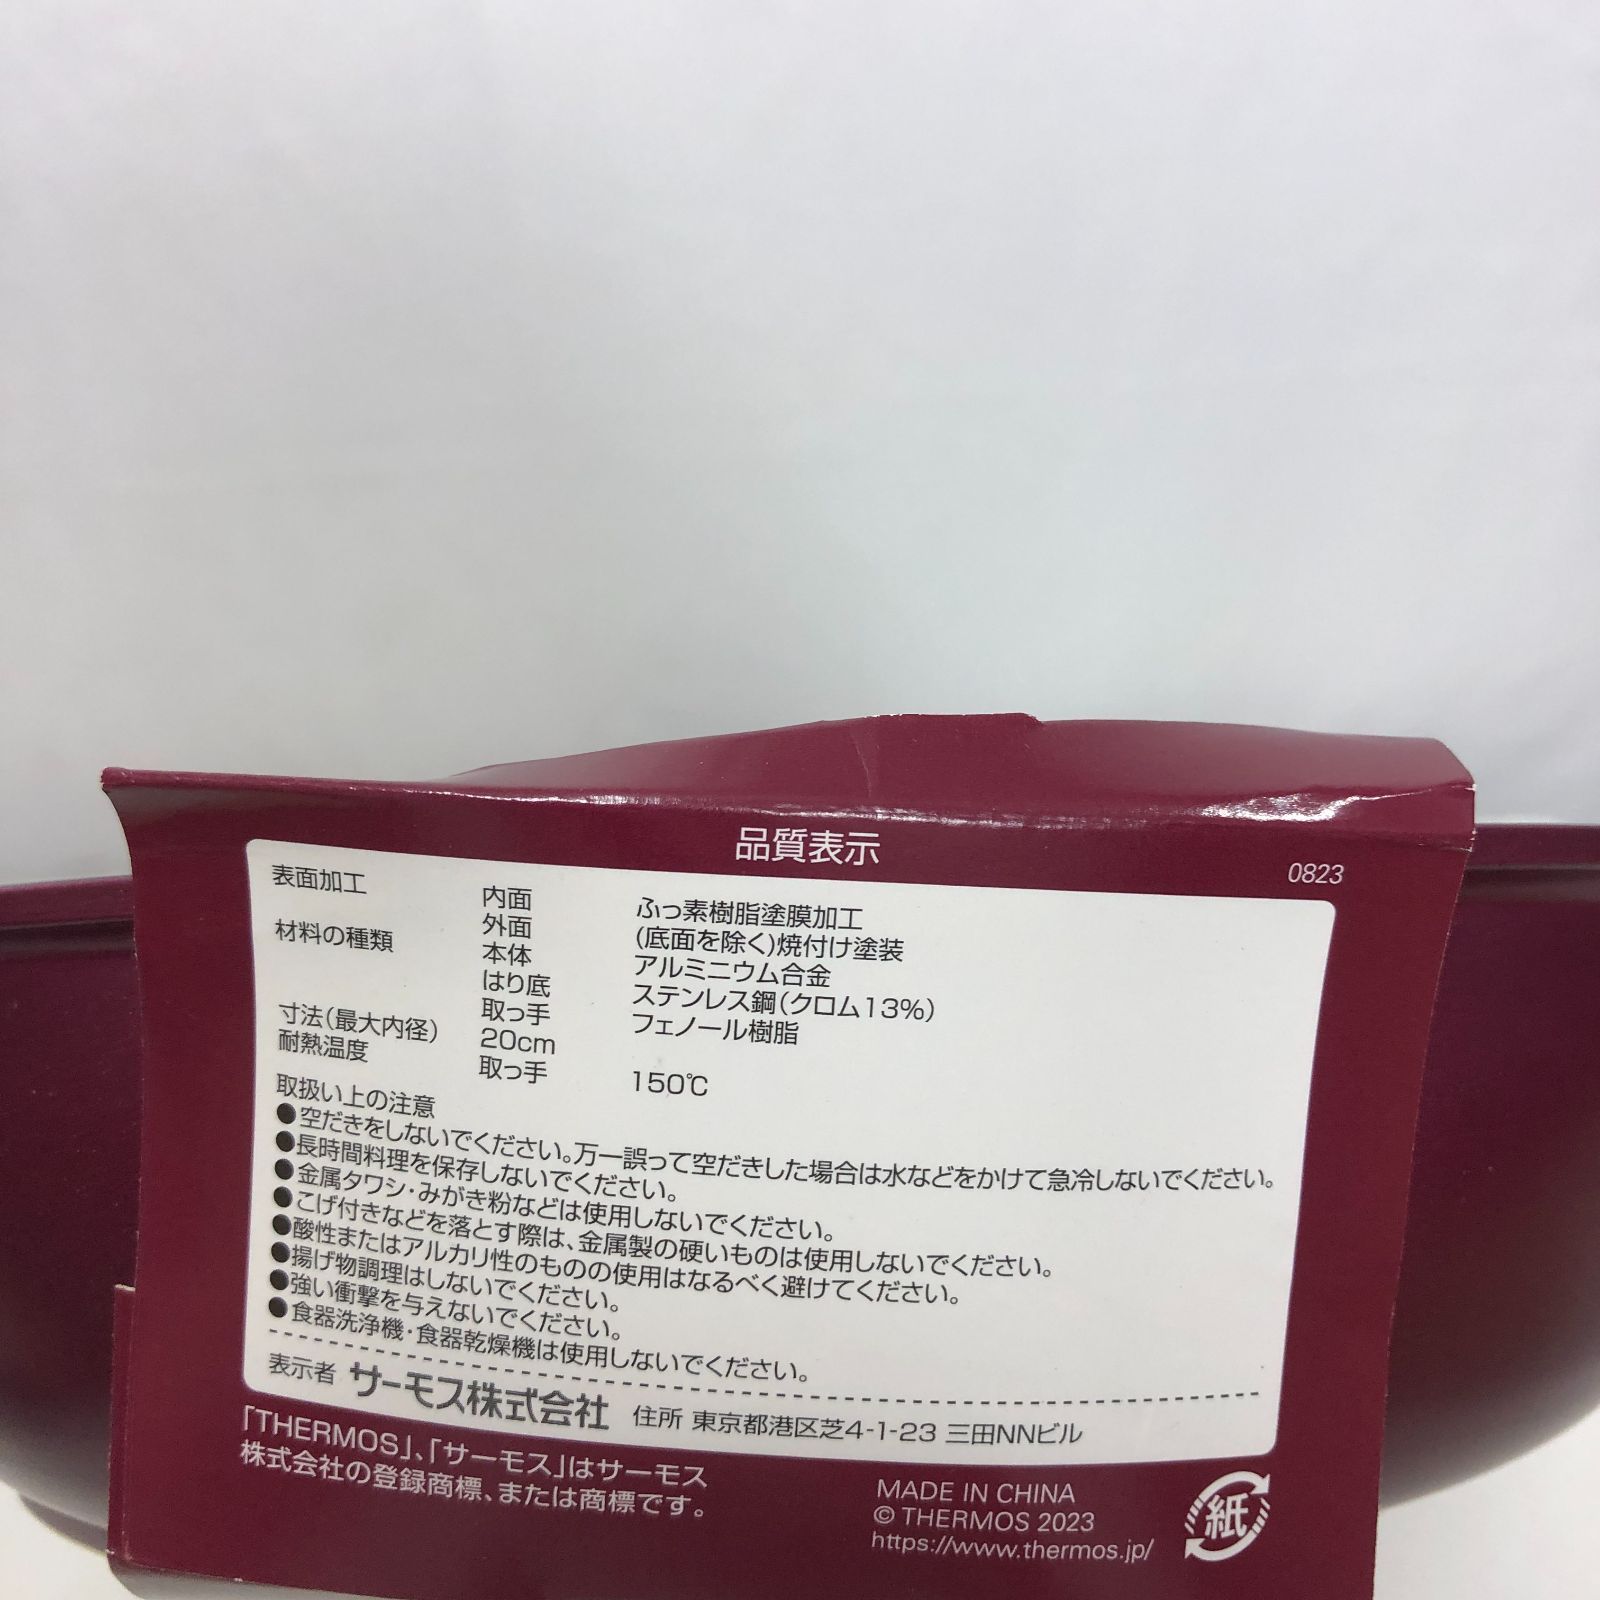 品質表示
0823
表面加工 内面 ふっ素樹脂塗膜加工
外面 (底面を除く)焼付け塗装
材料の種類 本体 アルミニウム合金
はり底 ステンレス鋼(クロム13%)
取っ手 フェノール樹脂
寸法(最大内径) 20cm
耐熱温度 取っ手 150℃
取扱い上の注意
●空だきをしないでください。万一誤って空だきした場合は水などをかけて急冷しないでください。
●長時間料理を保存しないでください。
●金属タワシ・みがき粉などは使用しないでください。
●こげ付きなどを落とす際は、金属製の硬いものは使用しないでください。
●酸性またはアルカリ性のものの使用はなるべく避けてください。
●揚げ物調理はしないでください。
●強い衝撃を与えないでください。
●食器洗浄機・食器乾燥機は使用しないでください。
表示者 サーモス株式会社 住所 東京都港区芝4-1-23 三田NNビル
「THERMOS」、「サーモス」はサーモス
株式会社の登録商標、または商標です。
MADE IN CHINA
© THERMOS 2023
https://www.thermos.jp/
紙